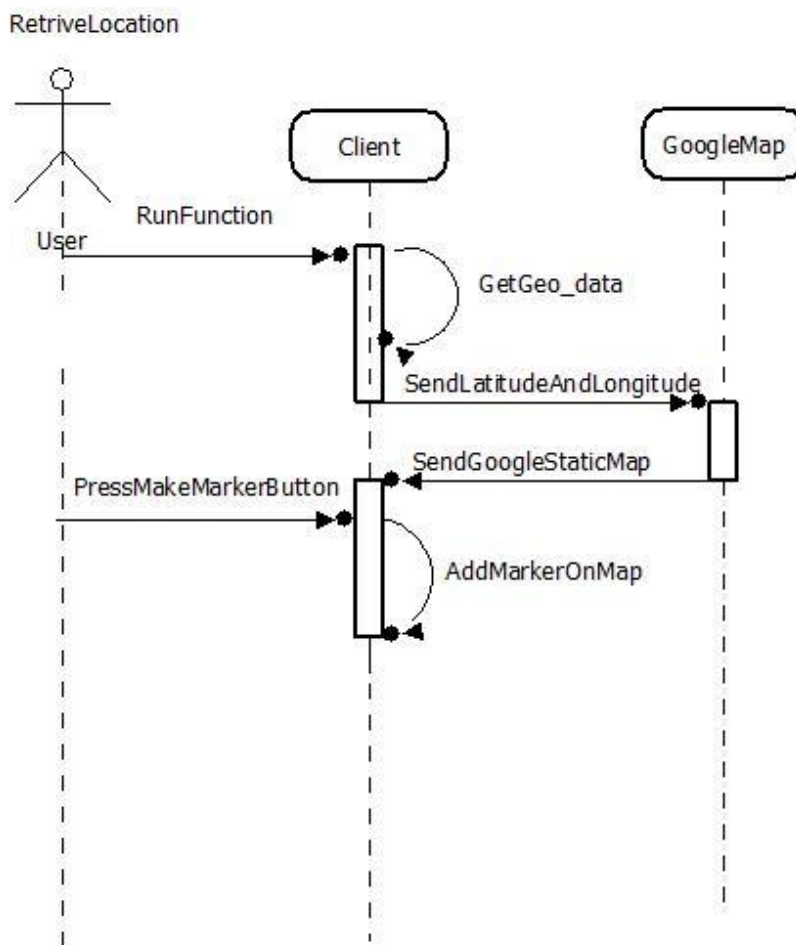 RetriveLocation
Client
GoogleMap
RunFunction
User
GetGeo_data
SendLatitudeAndLongitude
SendGoogleStaticMap
PressMakeMarkerButton
AddMarkerOnMap